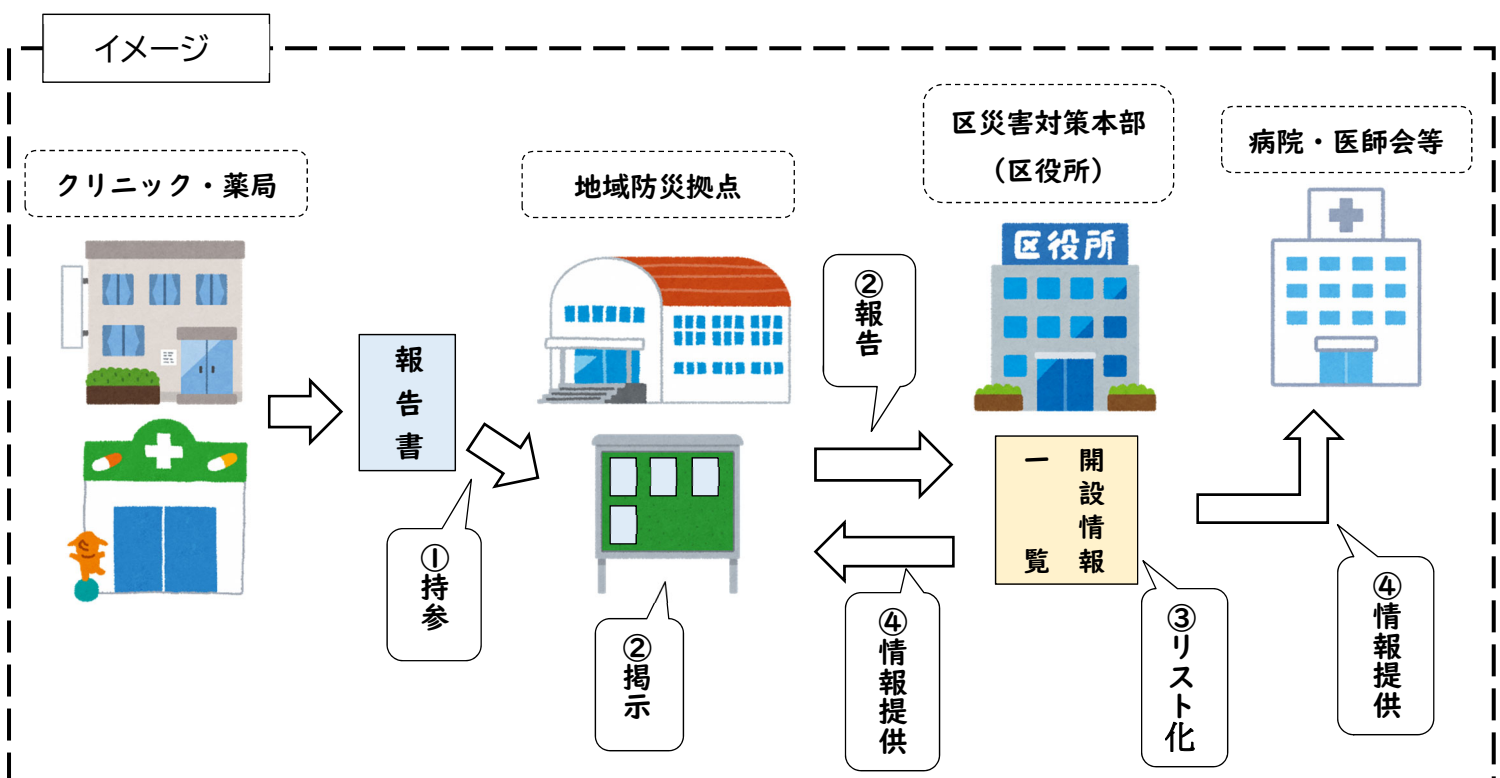 イメージ
クリニック・薬局
地域防災拠点
区災害対策本部
（区役所）
病院・医師会等
区役所
報告書
①持参
②掲示
②報告
開設情報
一覧
③リスト化
④情報提供
④情報提供